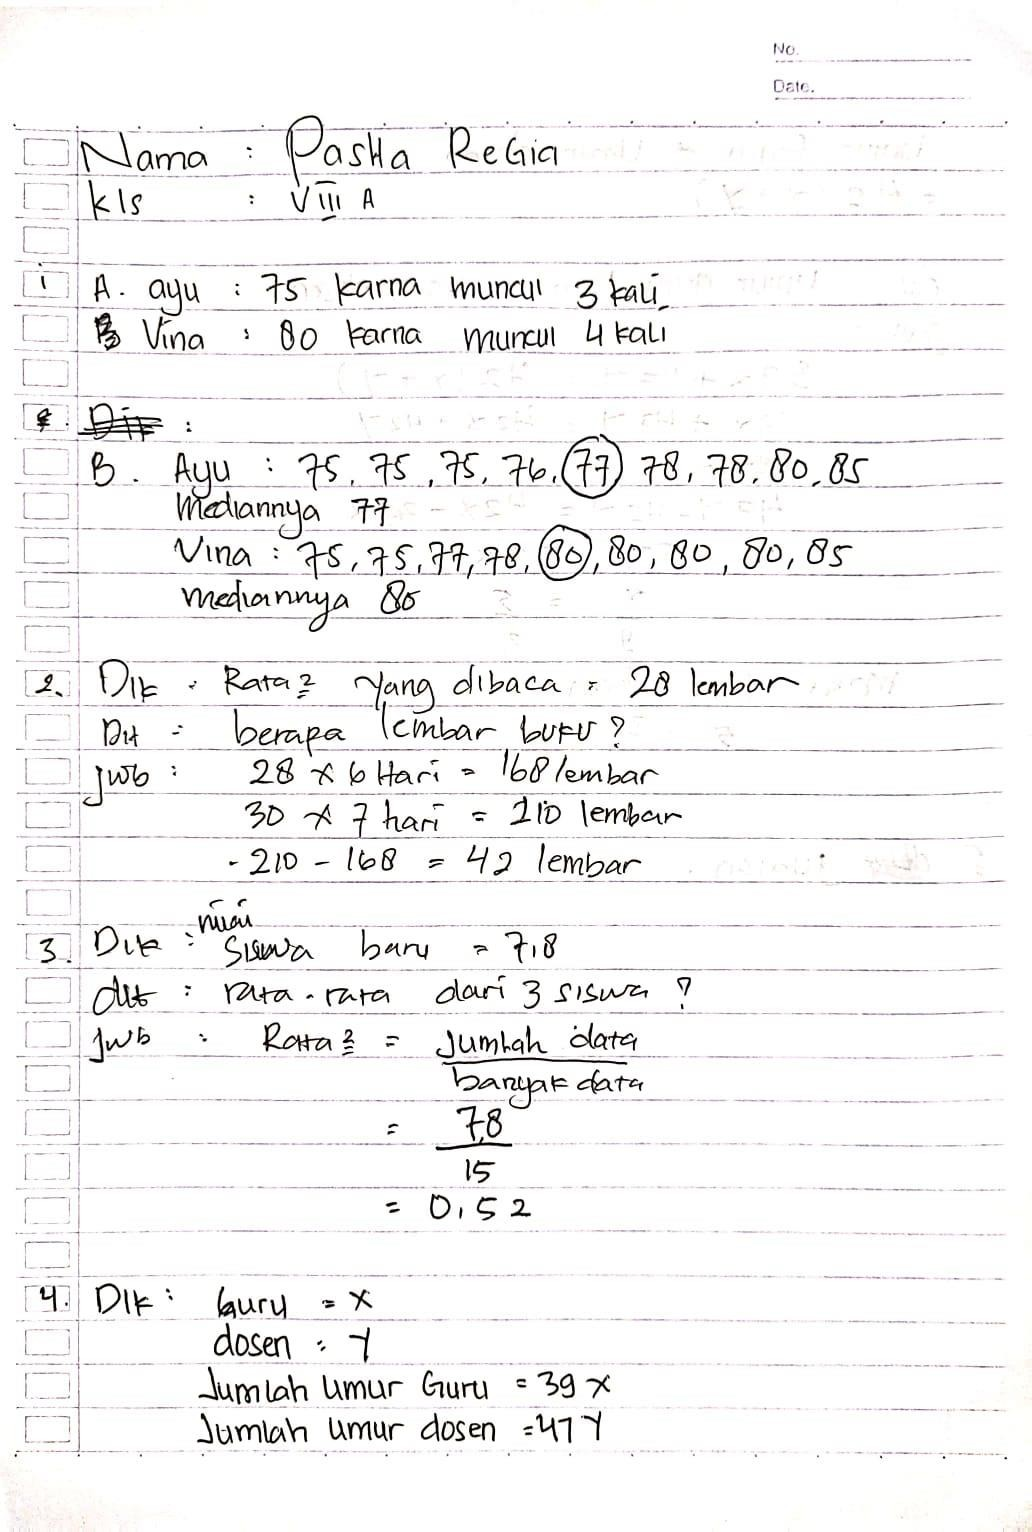 No.
Date.
Nama : Pasha Regia
kls : VIII A
1 A. ayu : 75 karna muncul 3 kali
B Vina : 80 karna muncul 4 kali
:
B. Ayu : 75, 75, 75, 76, 77, 78, 78, 80, 85
Mediannya 77
Vina : 75, 75, 77, 78, 80, 80, 80, 80, 85
mediannya 80
2. Dik : Rata2 yang dibaca = 28 lembar
Dit : berapa lembar buku ?
jwb : 28 x 6 Hari = 168 lembar
30 x 7 hari = 210 lembar
- 210 - 168 = 42 lembar
nilai
3. Dik : Siswa baru = 7,8
dit : rata-rata dari 3 siswa ?
Jwb : Rata2 = Jumlah data
banyak data
= 7,8
15
= 0,52
4. Dik : Guru = x
dosen = y
Jumlah Umur Guru = 39 x
Jumlah Umur dosen = 47 y